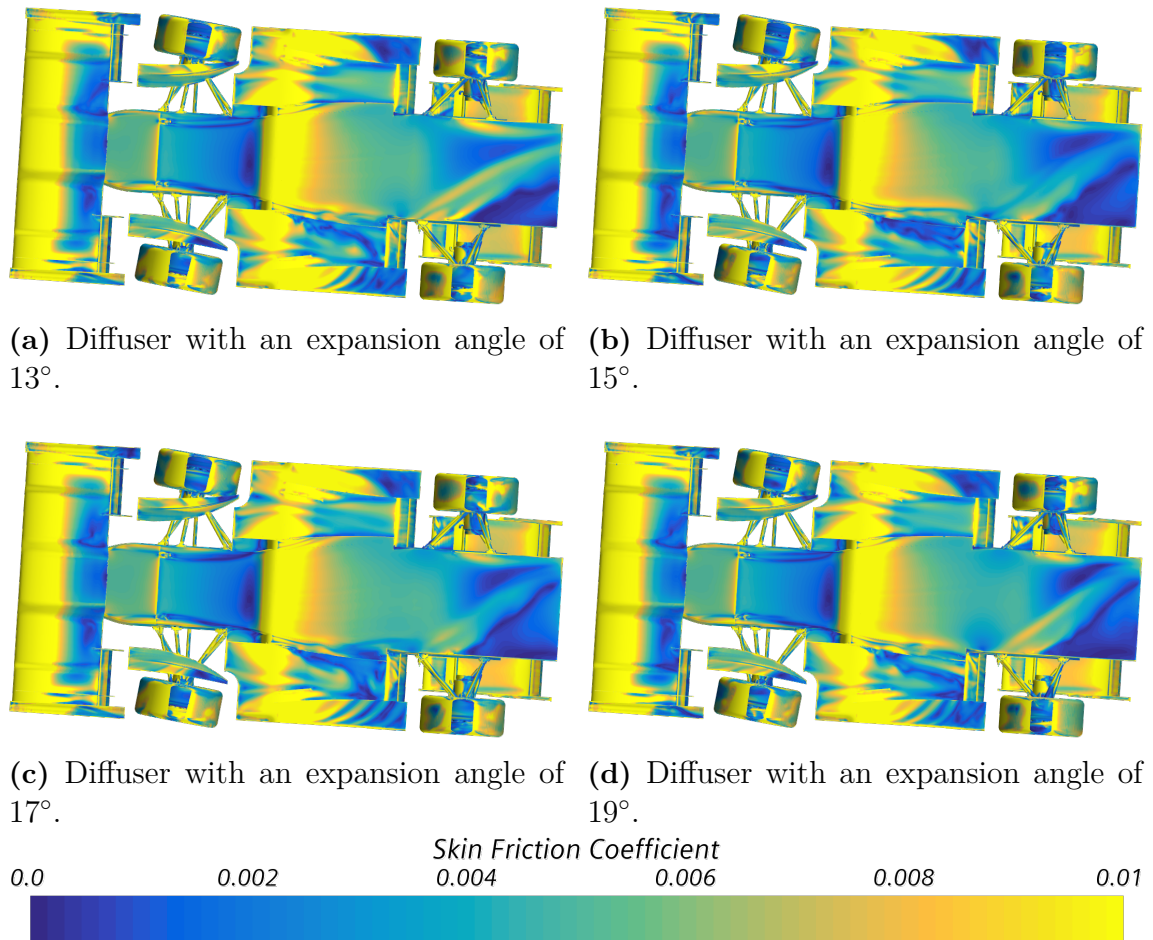 (a) Diffuser with an expansion angle of
13°.
(b) Diffuser with an expansion angle of
15°.
(c) Diffuser with an expansion angle of
17°.
(d) Diffuser with an expansion angle of
19°.
Skin Friction Coefficient
0.0 0.002 0.004 0.006 0.008 0.01